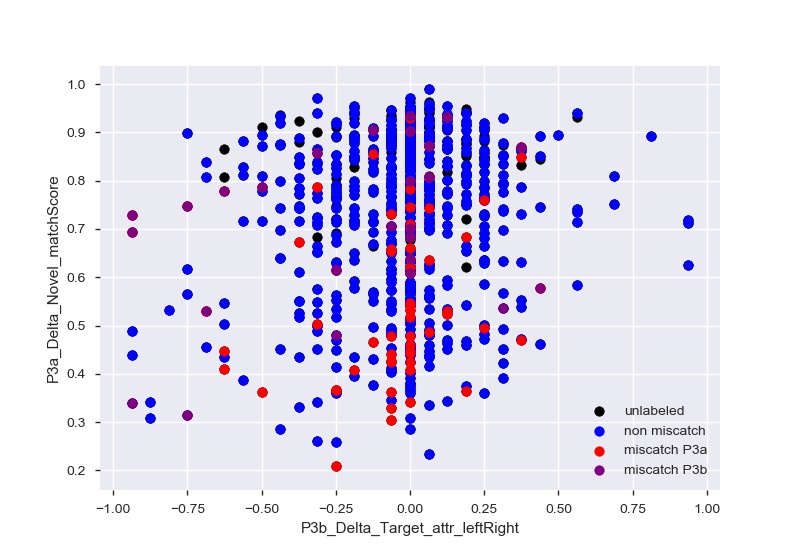 1.0
0.9
0.8
0.7
0.6
0.5
0.4
0.3
0.2
P3a_Delta_Novel_matchScore
unlabeled
non miscatch
miscatch P3a
miscatch P3b
−1.00 −0.75 −0.50 −0.25 0.00 0.25 0.50 0.75 1.00
P3b_Delta_Target_attr_leftRight